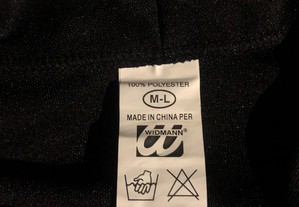 100% POLYESTER
M-L
MADE IN CHINA PER
WIDMANN
W